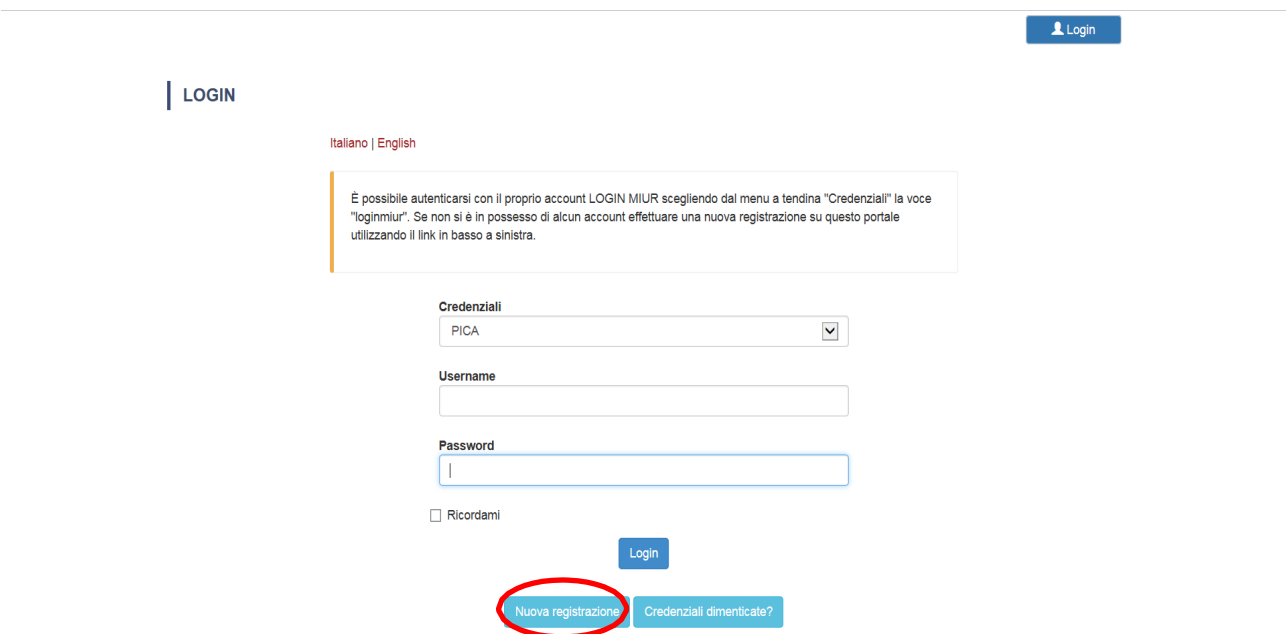 Login
LOGIN
Italiano | English
È possibile autenticarsi con il proprio account LOGIN MIUR scegliendo dal menu a tendina "Credenziali" la voce
"loginmiur". Se non si è in possesso di alcun account effettuare una nuova registrazione su questo portale
utilizzando il link in basso a sinistra.
Credenziali
PICA
Username
Password
Ricordami
Login
Nuova registrazione
Credenziali dimenticate?